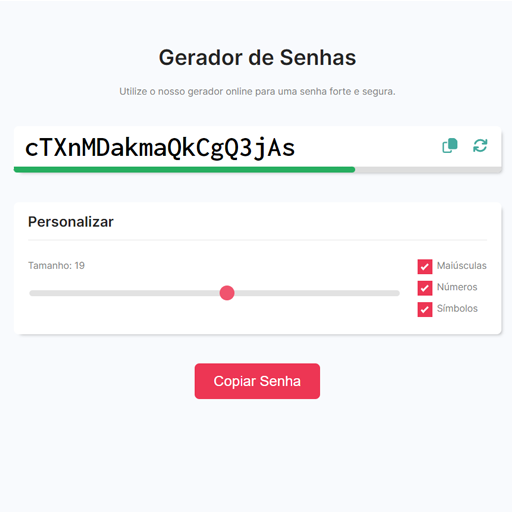 Gerador de Senhas
Utilize o nosso gerador online para uma senha forte e segura.
cTXnMDakmaQkCgQ3jAs
Personalizar
Tamanho: 19
Maiúsculas
Números
Símbolos
Copiar Senha